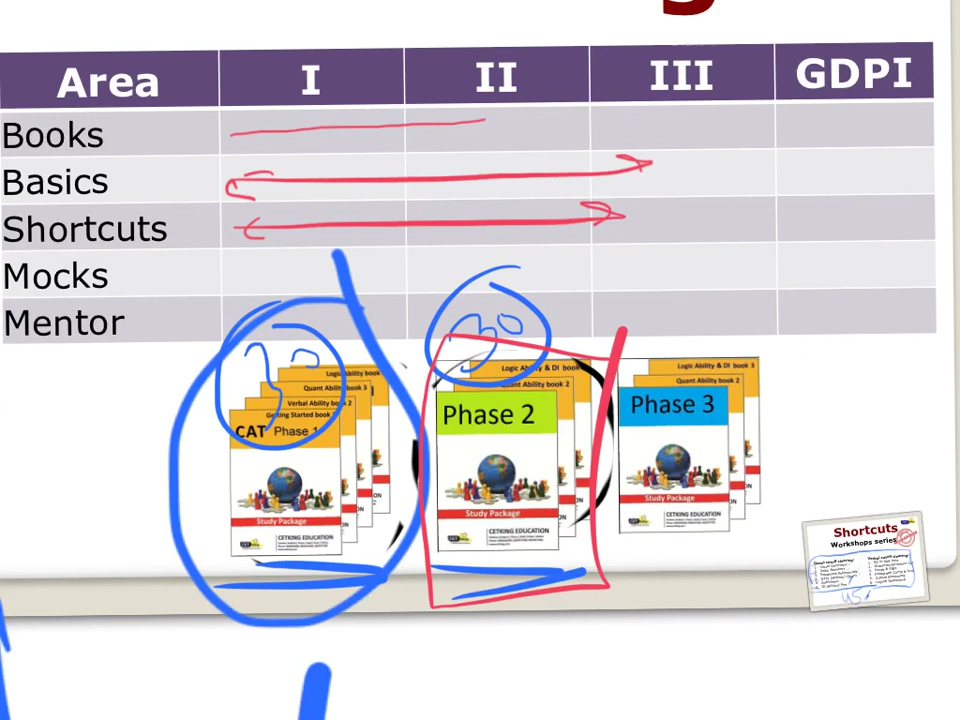 Area I II III GDPI
Books
Basics
Shortcuts
Mocks
Mentor
30
30
Logic Ability book
Quant Ability book 3
Verbal Ability book 2
Getting Started book
CAT Phase 1
Study Package
CETKING EDUCATION
Logic Ability & DI book
Quant Ability book 2
Phase 2
Study Package
CETKING EDUCATION
Logic Ability & DI book 3
Quant Ability book 2
Phase 3
Study Package
CETKING EDUCATION
Shortcuts
Workshops series
45